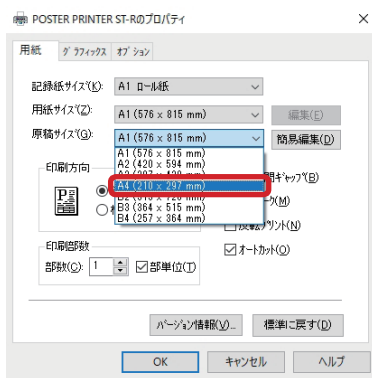 POSTER PRINTER ST-Rのプロパティ
用紙 グラフィックス オプション
記録紙サイズ(K): A1 ロール紙
用紙サイズ(Z): A1 (576 x 815 mm) 編集(E)
原稿サイズ(G): A1 (576 x 815 mm) 簡易編集(D)
A1 (576 x 815 mm)
A2 (420 x 594 mm)
印刷方向
A4 (210 x 297 mm)
B3 (364 x 515 mm)
B4 (257 x 364 mm)
印刷部数
オートカット(O)
部数(C): 1 部単位(T)
バージョン情報(V)... 標準に戻す(D)
OK キャンセル ヘルプ